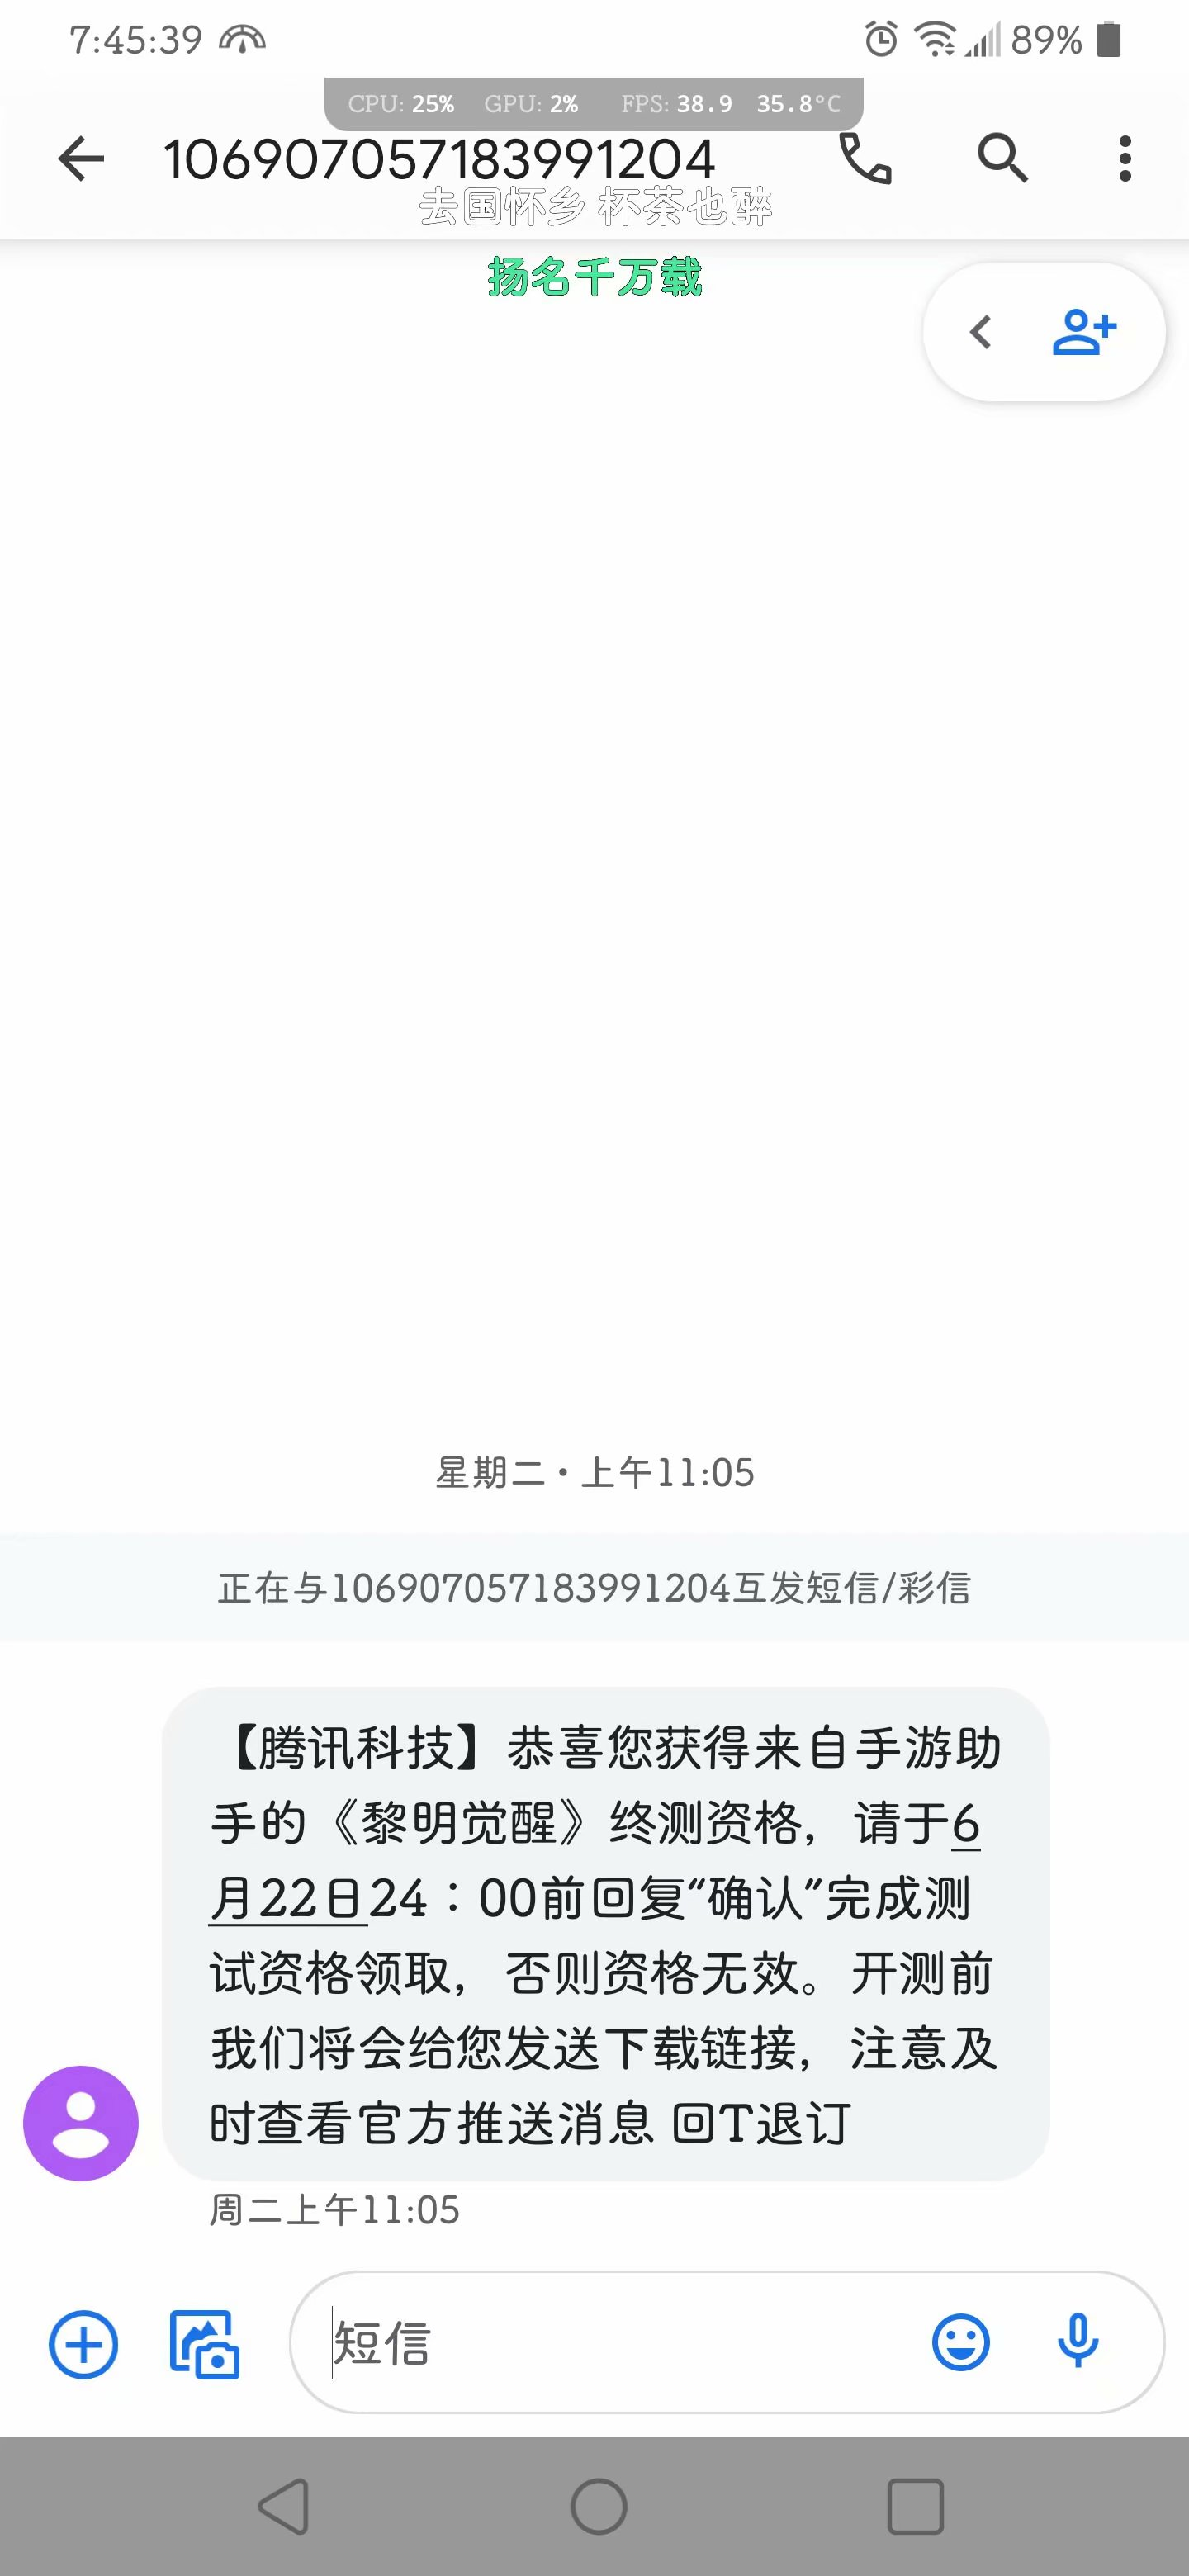 7:45:39 89%
CPU: 25% GPU: 2% FPS: 38.9 35.8°C
106907057183991204
去国怀乡 杯茶也醉
扬名千万载
星期二 · 上午11:05
正在与106907057183991204互发短信/彩信
【腾讯科技】恭喜您获得来自手游助
手的《黎明觉醒》终测资格，请于6
月22日24：00前回复“确认”完成测
试资格领取，否则资格无效。开测前
我们将会给您发送下载链接，注意及
时查看官方推送消息 回T退订
周二上午11:05
短信